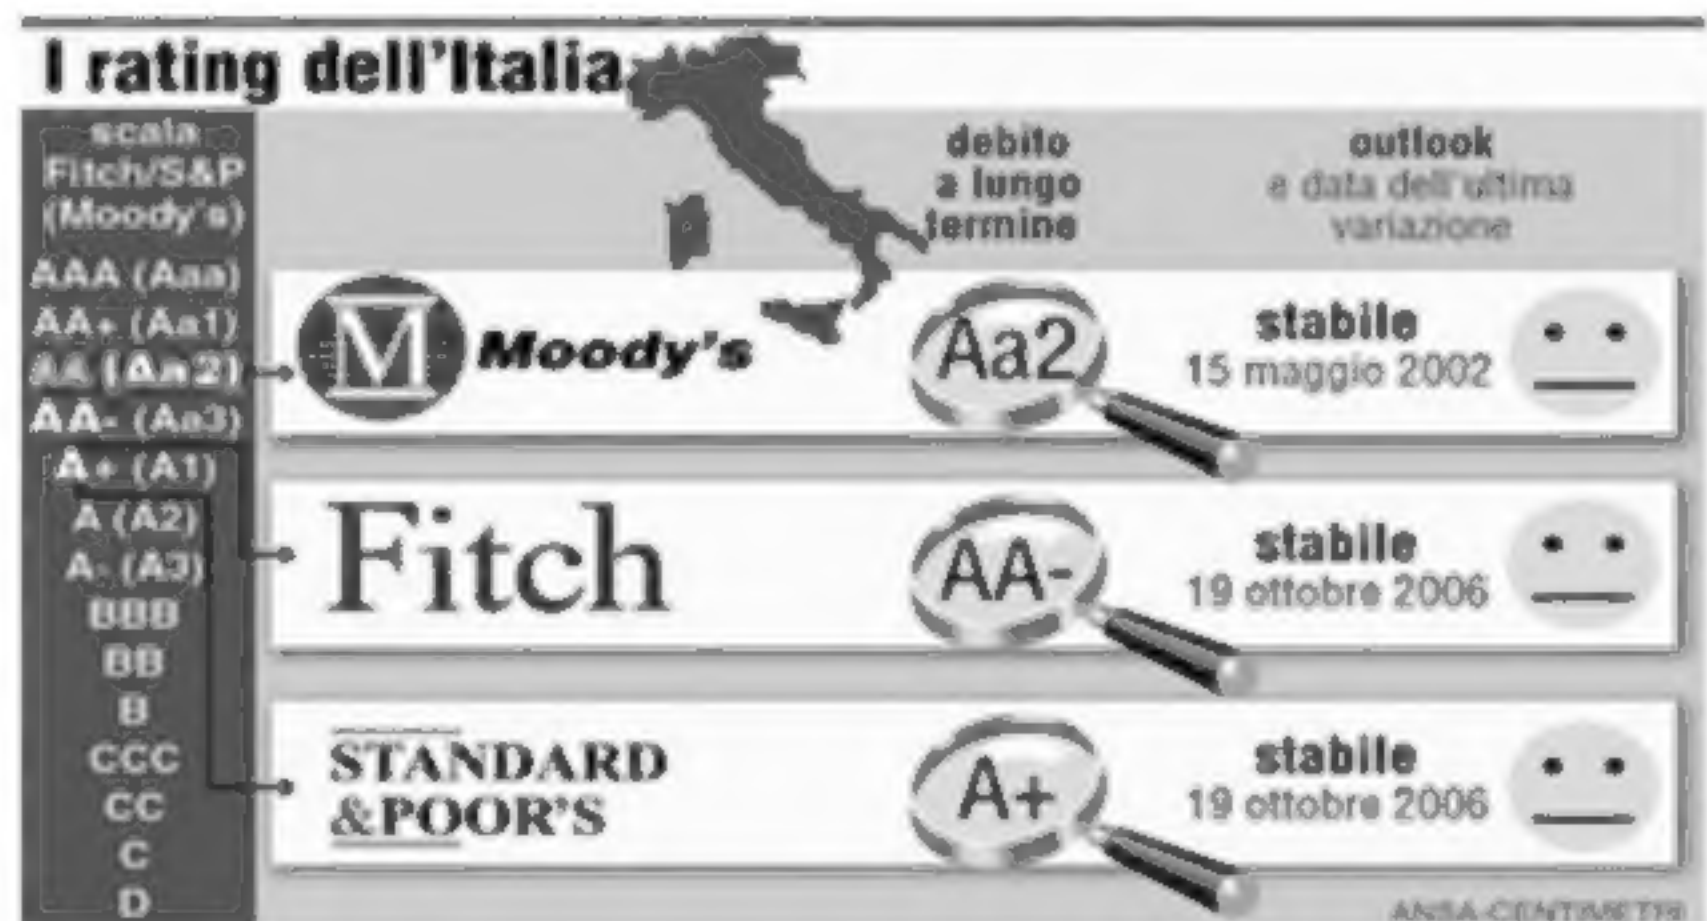 I rating dell'Italia
scala
Fitch/S&P
(Moody's)
AAA (Aaa)
AA+ (Aa1)
AA (Aa2)
AA- (Aa3)
A+ (A1)
A (A2)
A- (A3)
BBB
BB
B
CCC
CC
C
D
debito
a lungo
termine
outlook
e data dell'ultima
variazione
M Moody's
Aa2
stabile
15 maggio 2002
Fitch
AA-
stabile
19 ottobre 2006
STANDARD
&POOR'S
A+
stabile
19 ottobre 2006
ANSA-CENTIMETRI